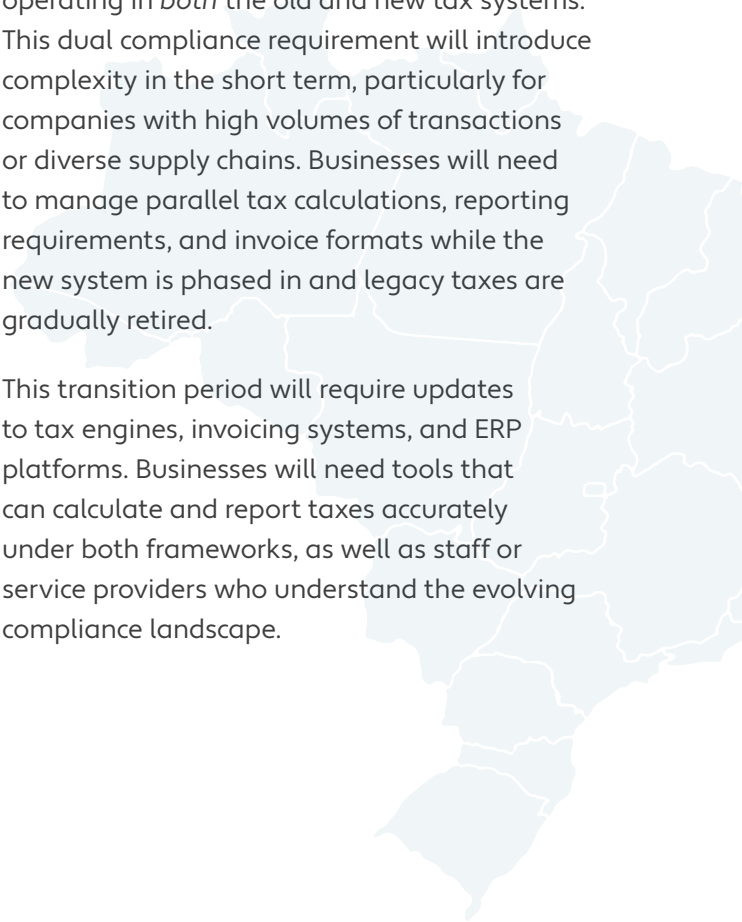 operating in both the old and new tax systems.
This dual compliance requirement will introduce
complexity in the short term, particularly for
companies with high volumes of transactions
or diverse supply chains. Businesses will need
to manage parallel tax calculations, reporting
requirements, and invoice formats while the
new system is phased in and legacy taxes are
gradually retired.
This transition period will require updates
to tax engines, invoicing systems, and ERP
platforms. Businesses will need tools that
can calculate and report taxes accurately
under both frameworks, as well as staff or
service providers who understand the evolving
compliance landscape.